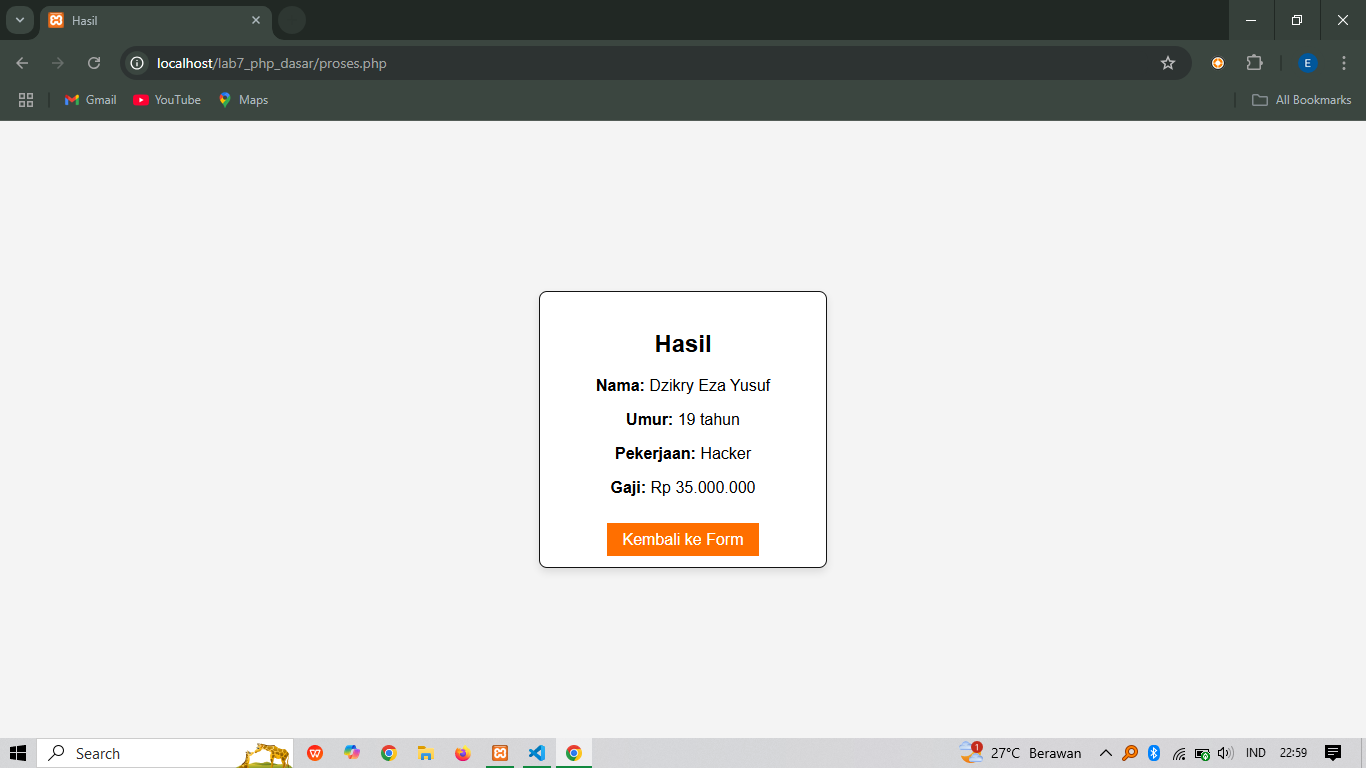 Hasil
localhost/lab7_php_dasar/proses.php
E
Gmail YouTube Maps All Bookmarks
Hasil
Nama: Dzikry Eza Yusuf
Umur: 19 tahun
Pekerjaan: Hacker
Gaji: Rp 35.000.000
Kembali ke Form
Search 1 27°C Berawan IND 22:59